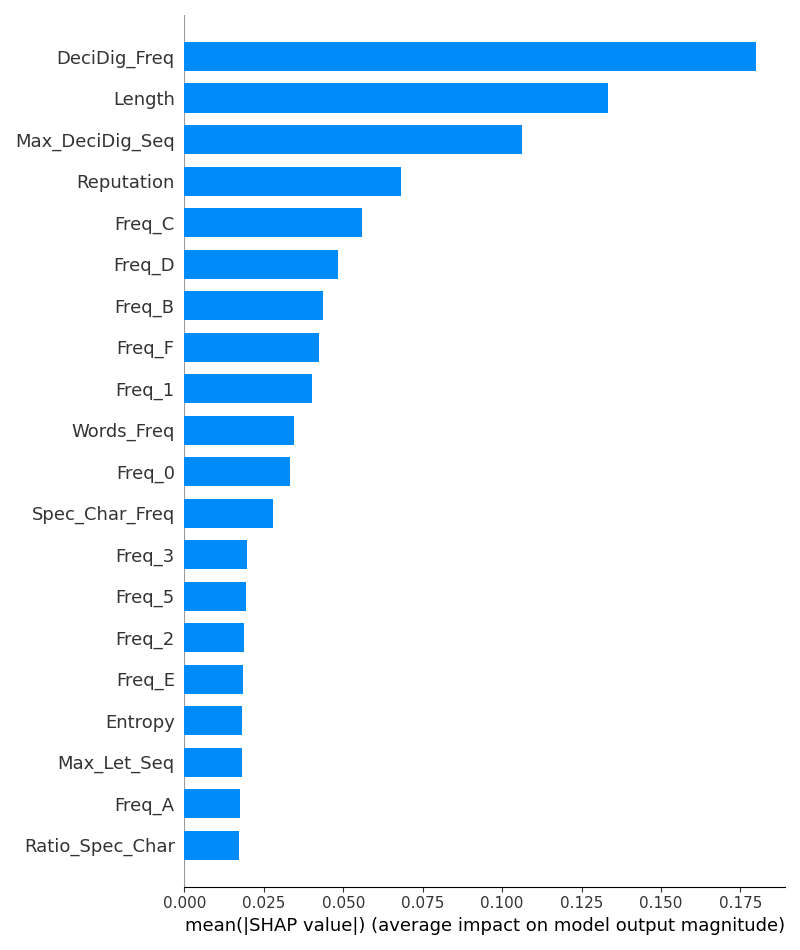 DeciDig_Freq
Length
Max_DeciDig_Seq
Reputation
Freq_C
Freq_D
Freq_B
Freq_F
Freq_1
Words_Freq
Freq_0
Spec_Char_Freq
Freq_3
Freq_5
Freq_2
Freq_E
Entropy
Max_Let_Seq
Freq_A
Ratio_Spec_Char
0.000 0.025 0.050 0.075 0.100 0.125 0.150 0.175
mean(|SHAP value|) (average impact on model output magnitude)